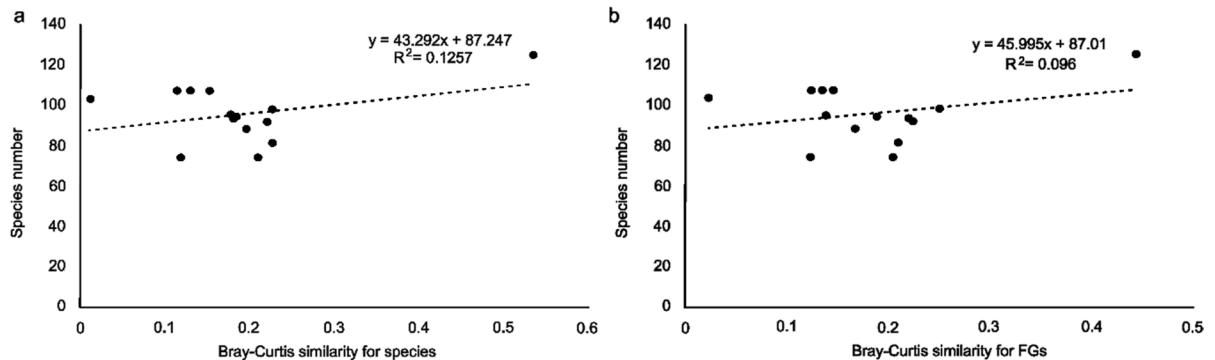 a
140
120
100
80
60
40
20
0
Species number
y = 43.292x + 87.247
R²= 0.1257
0 0.1 0.2 0.3 0.4 0.5 0.6
Bray-Curtis similarity for species
b
140
120
100
80
60
40
20
0
Species number
y = 45.995x + 87.01
R²= 0.096
0 0.1 0.2 0.3 0.4 0.5
Bray-Curtis similarity for FGs